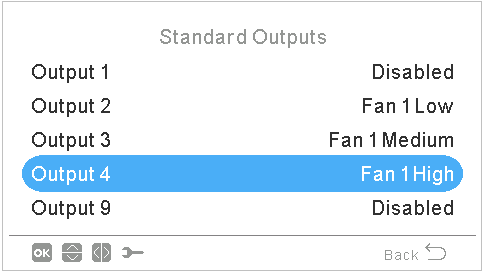 Standard Outputs
Output 1 Disabled
Output 2 Fan 1 Low
Output 3 Fan 1 Medium
Output 4 Fan 1 High
Output 9 Disabled
OK Back